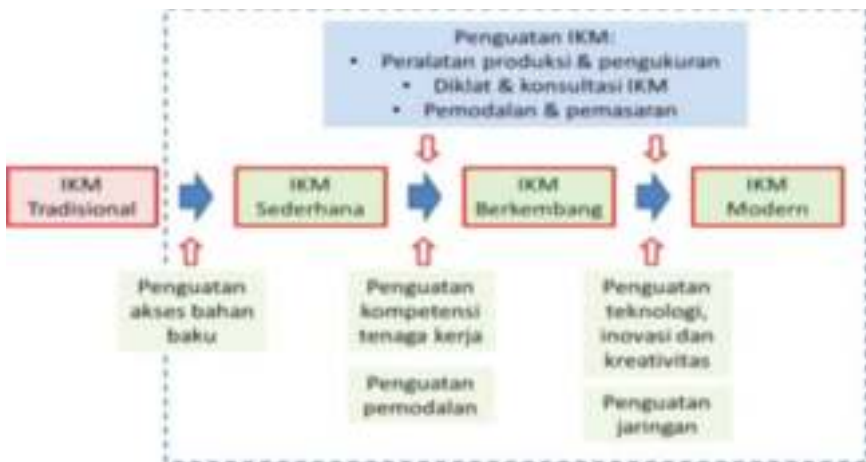 Penguatan IKM:
• Peralatan produksi & pengukuran
• Diklat & konsultasi IKM
• Pemodalan & pemasaran
IKM
Tradisional
IKM
Sederhana
IKM
Berkembang
IKM
Modern
Penguatan
akses bahan
baku
Penguatan
kompetensi
tenaga kerja
Penguatan
pemodalan
Penguatan
teknologi,
inovasi dan
kreativitas
Penguatan
jaringan